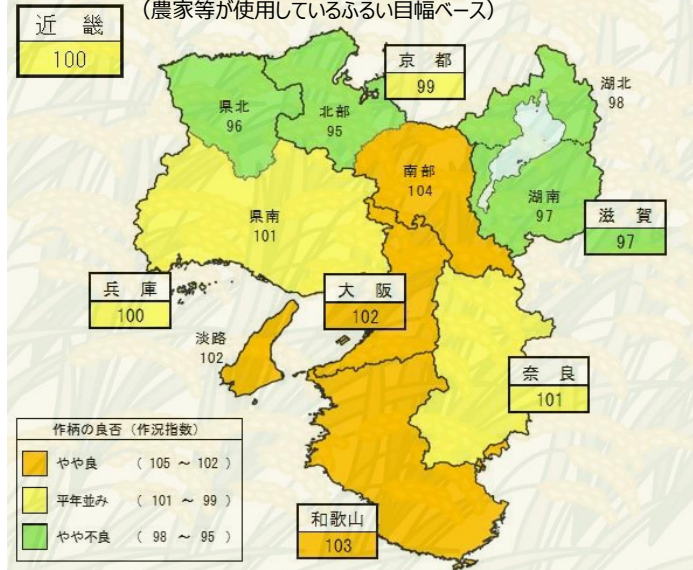 （農家等が使用しているふるい目幅ベース）
近 畿
100
京 都
99
湖北
98
県北
96
北部
95
南部
104
湖南
97
滋 賀
97
県南
101
兵 庫
100
大 阪
102
淡路
102
奈 良
101
和歌山
103
作柄の良否（作況指数）
やや良 （ 105 ～ 102 ）
平年並み （ 101 ～ 99 ）
やや不良 （ 98 ～ 95 ）